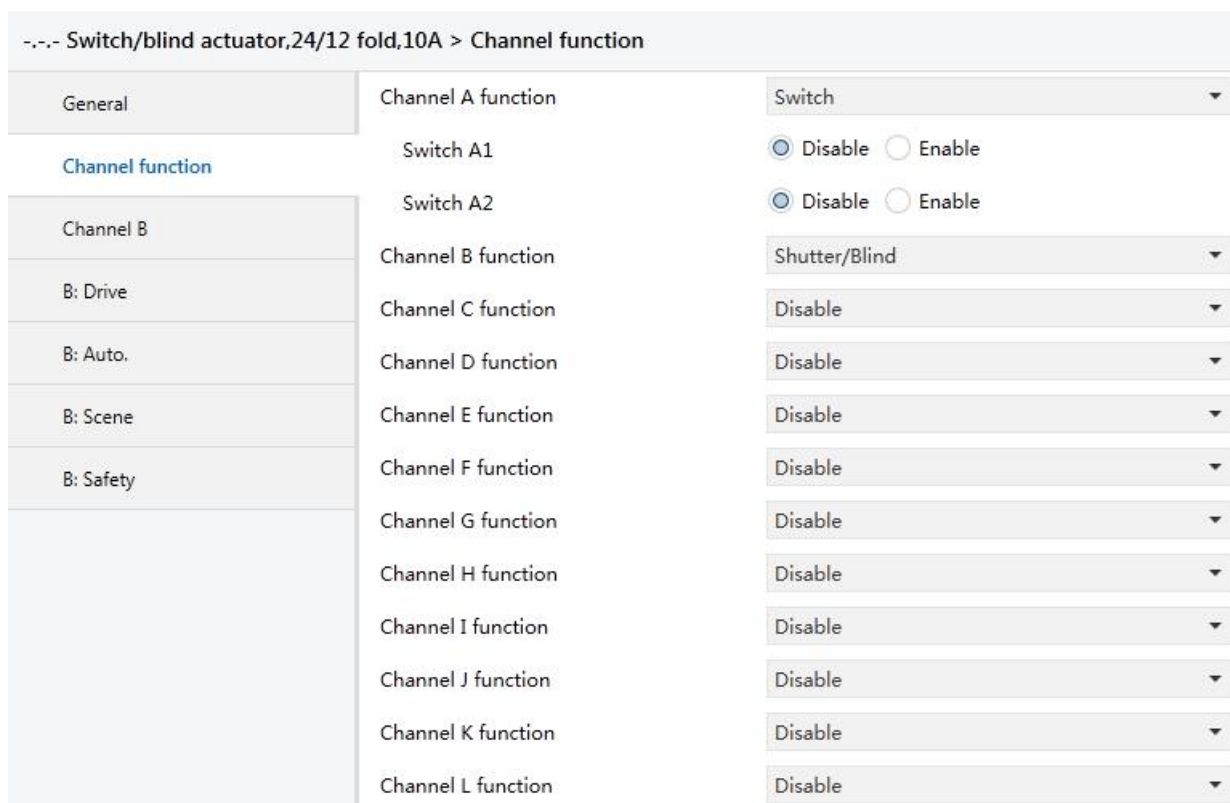 -.-.- Switch/blind actuator,24/12 fold,10A > Channel function
General
Channel function
Channel B
B: Drive
B: Auto.
B: Scene
B: Safety
Channel A function Switch
Switch A1 Disable Enable
Switch A2 Disable Enable
Channel B function Shutter/Blind
Channel C function Disable
Channel D function Disable
Channel E function Disable
Channel F function Disable
Channel G function Disable
Channel H function Disable
Channel I function Disable
Channel J function Disable
Channel K function Disable
Channel L function Disable